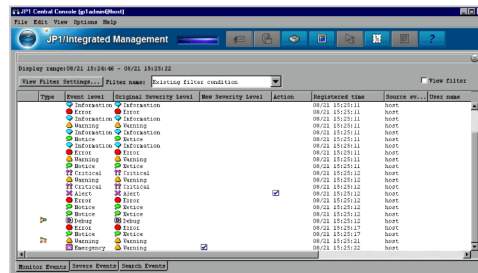 JP1 Central Console [jp1admin@host]
File Edit View Options Help
JP1/Integrated Management
Display range:08/21 15:24:46 - 08/21 15:25:22
View Filter Settings... Filter name: Existing filter condition View filter
Type Event level Original Severity Level New Severity Level Action Registered time Source ev... User name
Information Information 08/21 15:25:11 host
Error Error 08/21 15:25:11 host
Information Information 08/21 15:25:11 host
Warning Warning 08/21 15:25:11 host
Notice Notice 08/21 15:25:11 host
Information Information 08/21 15:25:11 host
Error Error 08/21 15:25:11 host
Warning Warning 08/21 15:25:11 host
Notice Notice 08/21 15:25:11 host
Critical Critical 08/21 15:25:12 host
Warning Warning 08/21 15:25:12 host
Critical Critical 08/21 15:25:12 host
Alert Alert 08/21 15:25:12 host
Error Error 08/21 15:25:12 host
Notice Notice 08/21 15:25:12 host
Notice Notice 08/21 15:25:12 host
Debug Debug 08/21 15:25:12 host
Error Error 08/21 15:25:17 host
Notice Notice 08/21 15:25:17 host
Warning Warning 08/21 15:25:21 host
Emergency Warning 08/21 15:25:22 host
Monitor Events Severe Events Search Events